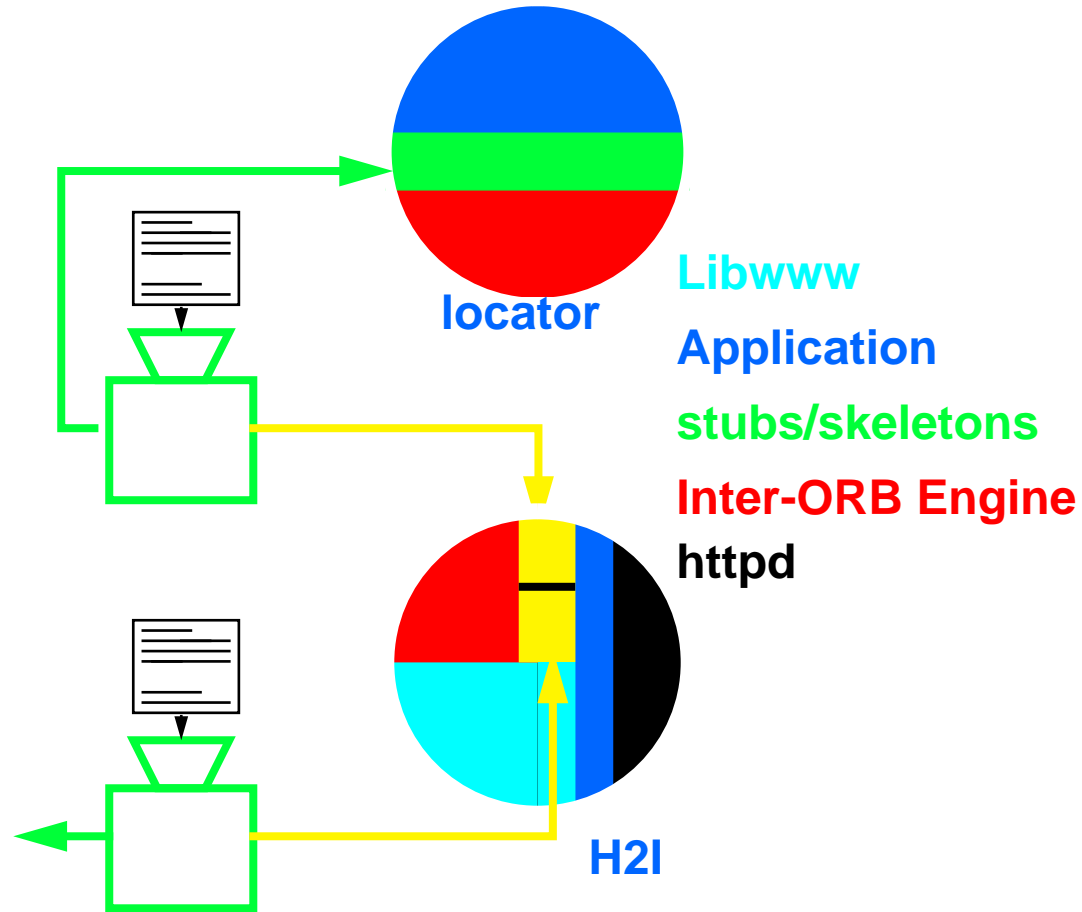 locator
Libwww
Application
stubs/skeletons
Inter-ORB Engine
httpd
H2I